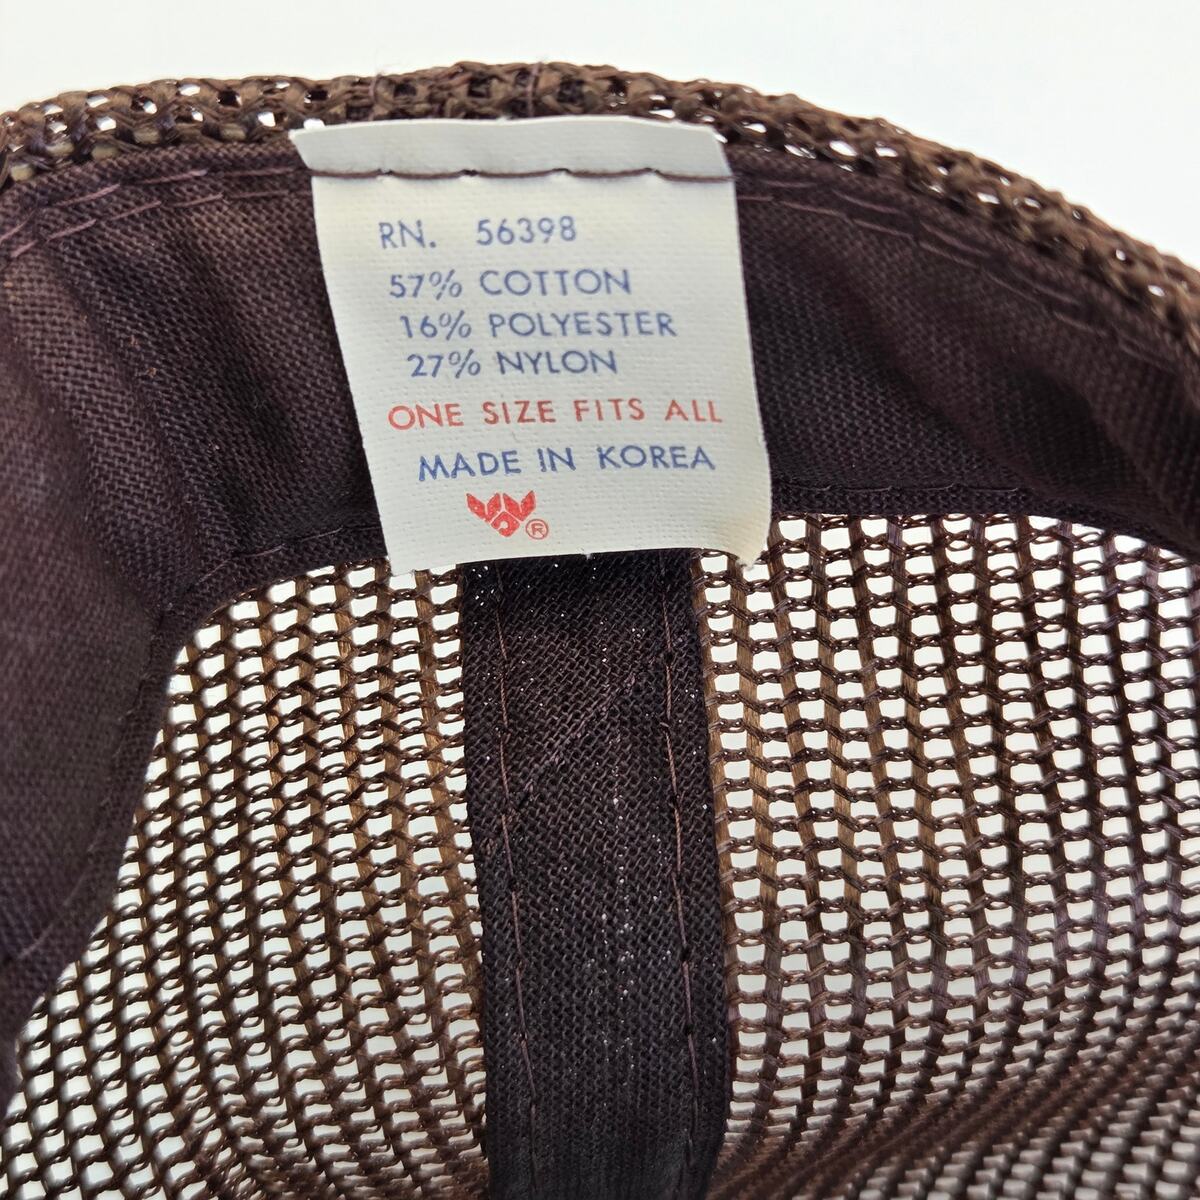 RN. 56398
57% COTTON
16% POLYESTER
27% NYLON
ONE SIZE FITS ALL
MADE IN KOREA
®